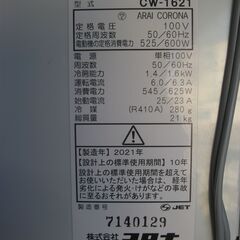 型式 CW-1621
ARAI CORONA
定格電圧 100V
定格周波数 50/60Hz
電動機の定格消費電力 525/600W
電源 単相100V
周波数 50/60Hz
冷房能力 1.4/1.6kW
運転電流 6.0/6.3A
消費電力 545/625W
始動電流 25/23A
冷媒 (R410A) 280g
総質量 21kg
【製造年】2021年
【設計上の標準使用期間】10年
設計上の標準使用期間を超えて使用されますと、経年劣化による発火・けが等の事故に至るおそれがあります。
JET
7140129
株式会社コロナ